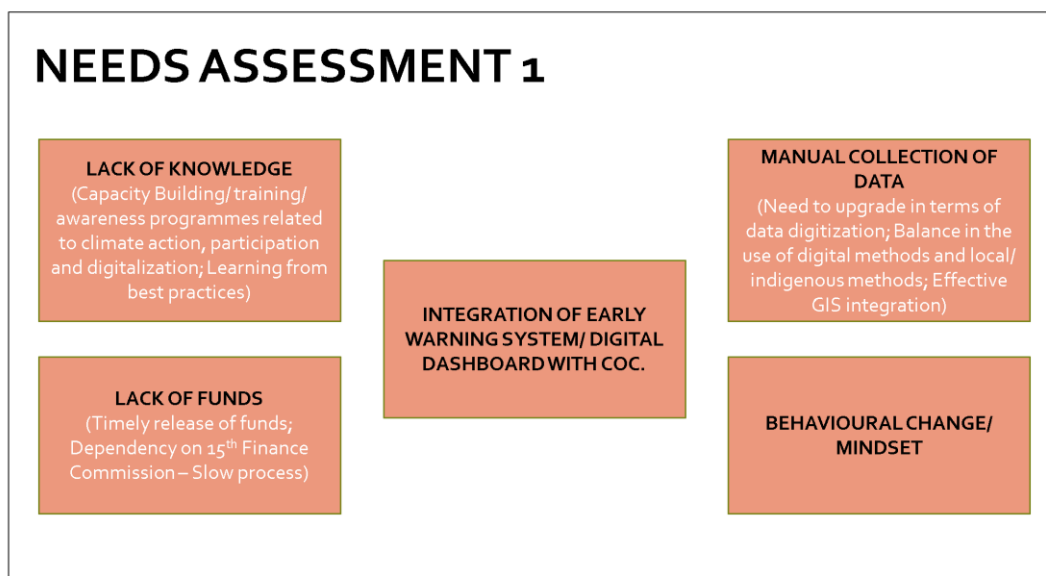 NEEDS ASSESSMENT 1
LACK OF KNOWLEDGE
(Capacity Building/ training/
awareness programmes related
to climate action, participation
and digitalization; Learning from
best practices)
LACK OF FUNDS
(Timely release of funds;
Dependency on 15th Finance
Commission – Slow process)
INTEGRATION OF EARLY
WARNING SYSTEM/ DIGITAL
DASHBOARD WITH COC.
MANUAL COLLECTION OF
DATA
(Need to upgrade in terms of
data digitization; Balance in the
use of digital methods and local/
indigenous methods; Effective
GIS integration)
BEHAVIOURAL CHANGE/
MINDSET